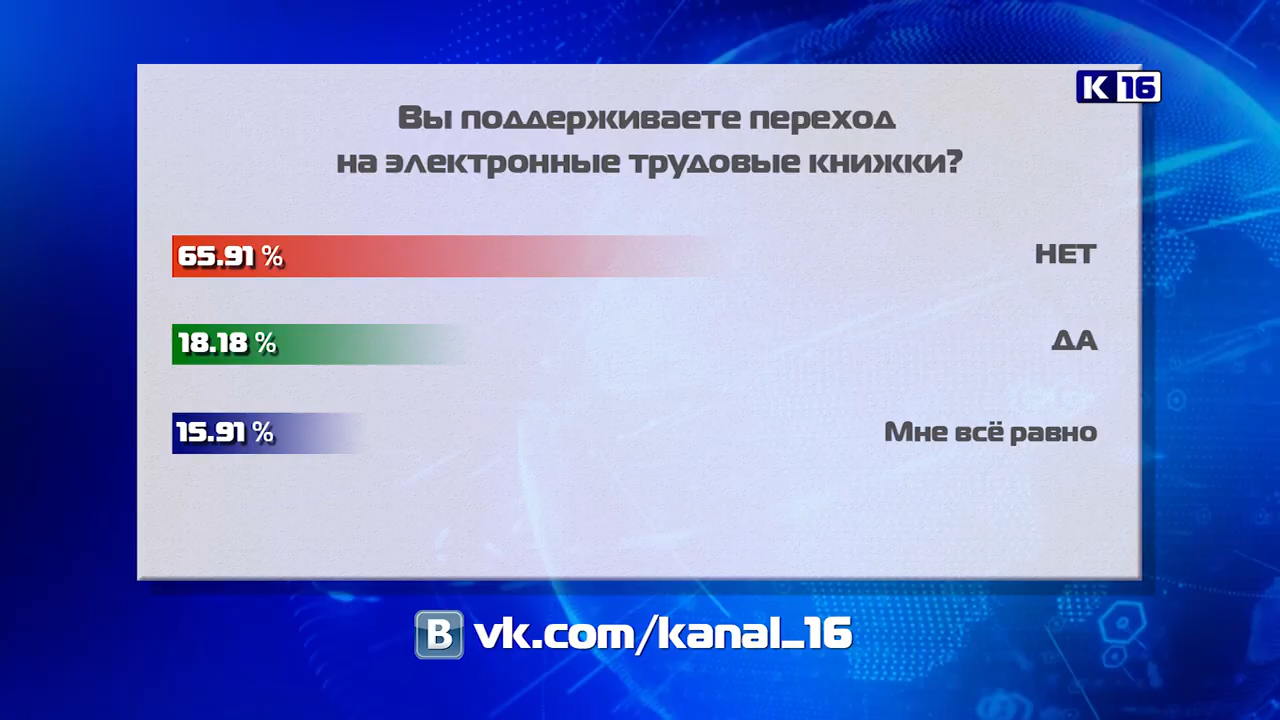 К 16
Вы поддерживаете переход
на электронные трудовые книжки?
65.91 % НЕТ
18.18 % ДА
15.91 % Мне всё равно
В vk.com/kanal_16